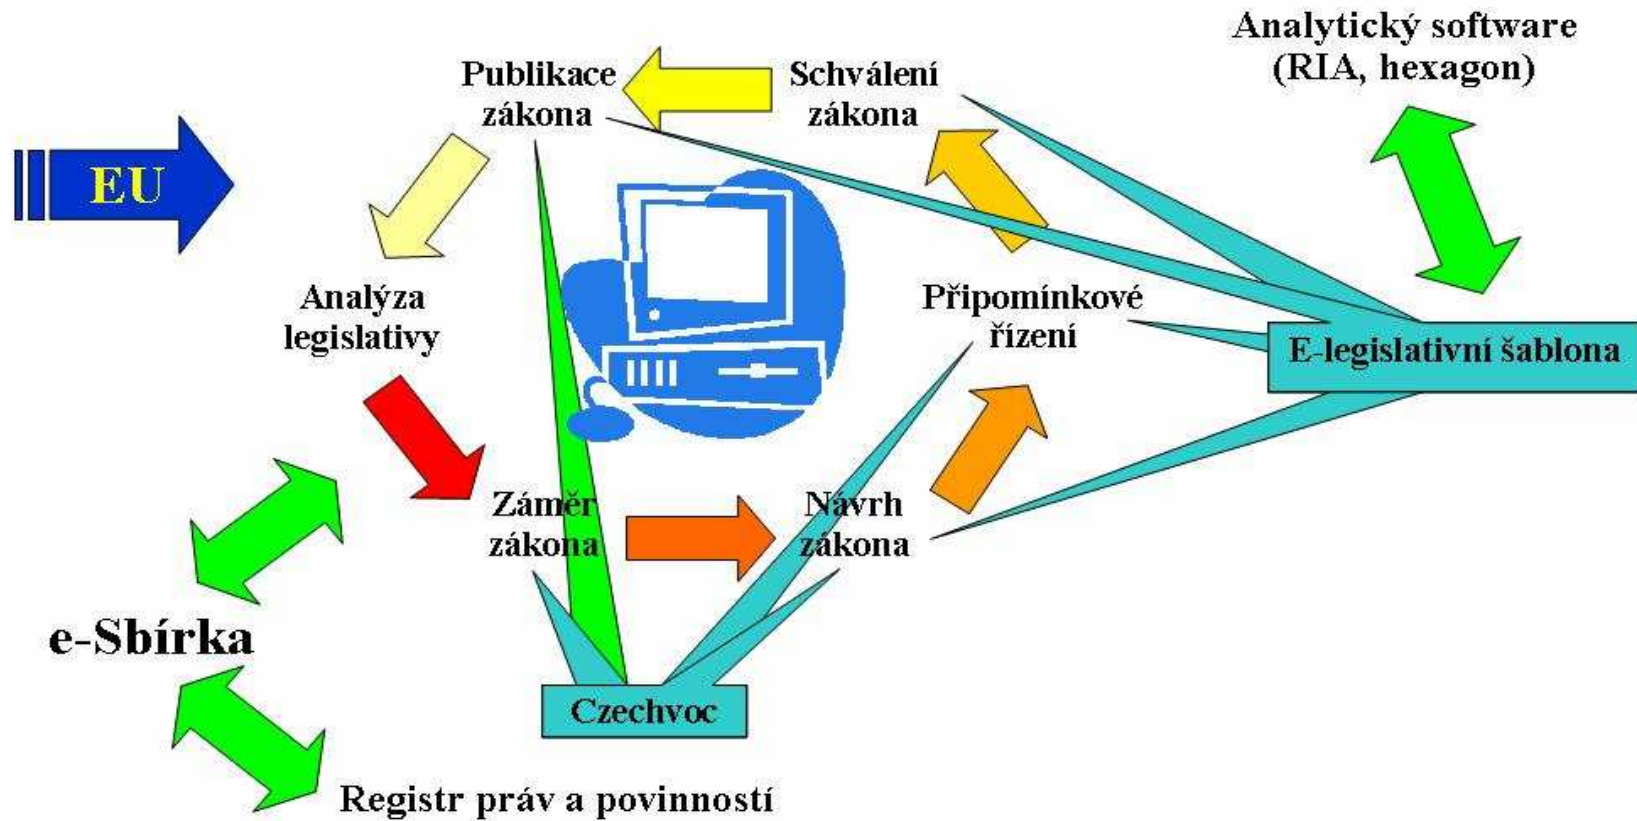 Analytický software
(RIA, hexagon)
Publikace
zákona
Schválení
zákona
EU
Analýza
legislativy
Připomínkové
řízení
E-legislativní šablona
Záměr
zákona
Návrh
zákona
e-Sbírka
Czechvoc
Registr práv a povinností